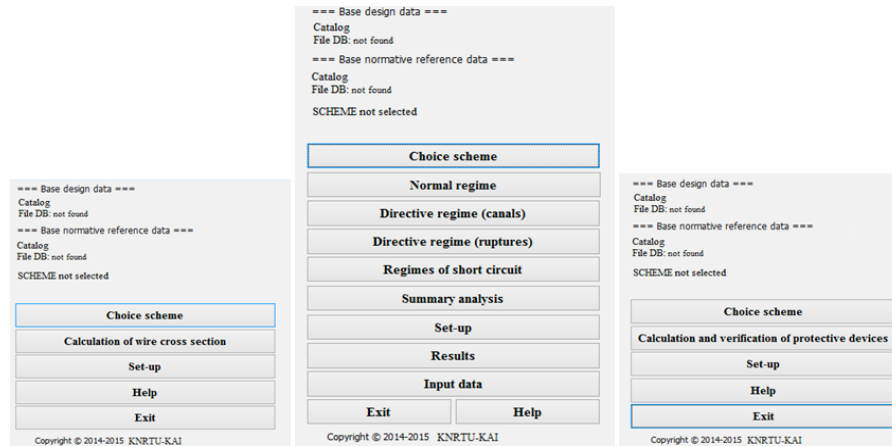 === Base design data ===
Catalog
File DB: not found
=== Base normative reference data ===
Catalog
File DB: not found
SCHEME not selected
Choice scheme
Calculation of wire cross section
Set-up
Help
Exit
Copyright © 2014-2015 KNRTU-KAI
=== Base design data ===
Catalog
File DB: not found
=== Base normative reference data ===
Catalog
File DB: not found
SCHEME not selected
Choice scheme
Normal regime
Directive regime (canals)
Directive regime (ruptures)
Regimes of short circuit
Summary analysis
Set-up
Results
Input data
Exit Help
Copyright © 2014-2015 KNRTU-KAI
=== Base design data ===
Catalog
File DB: not found
=== Base normative reference data ===
Catalog
File DB: not found
SCHEME not selected
Choice scheme
Calculation and verification of protective devices
Set-up
Help
Exit
Copyright © 2014-2015 KNRTU-KAI